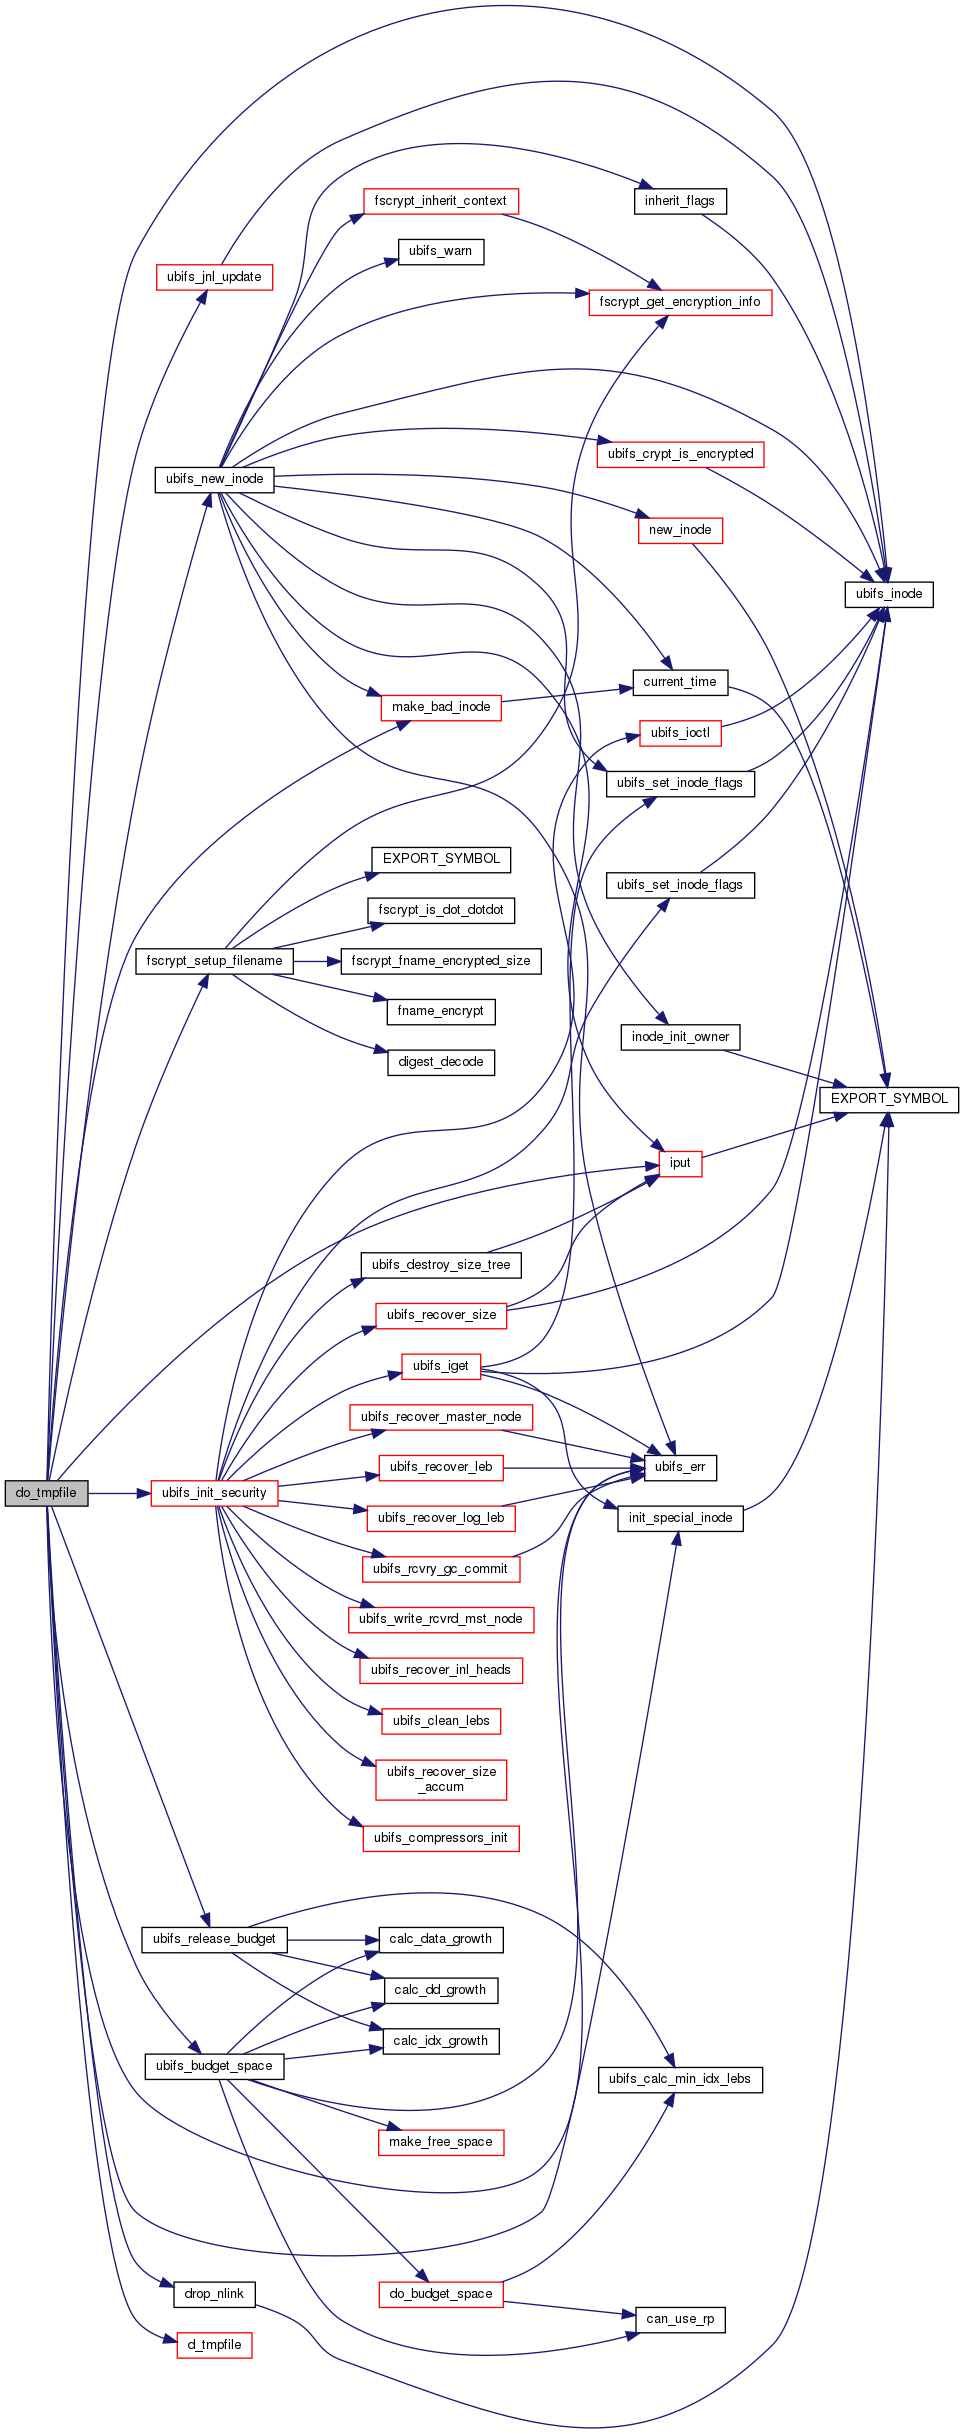 inherit_flags
fscrypt_inherit_context
ubifs_warn
ubifs_jnl_update
fscrypt_get_encryption_info
ubifs_crypt_is_encrypted
ubifs_new_inode
new_inode
ubifs_inode
current_time
make_bad_inode
ubifs_ioctl
ubifs_set_inode_flags
EXPORT_SYMBOL
ubifs_set_inode_flags
fscrypt_is_dot_dotdot
fscrypt_setup_filename
fscrypt_fname_encrypted_size
fname_encrypt
inode_init_owner
digest_decode
EXPORT_SYMBOL
iput
ubifs_destroy_size_tree
ubifs_recover_size
ubifs_iget
ubifs_recover_master_node
ubifs_recover_leb
ubifs_err
do_tmpfile
ubifs_init_security
ubifs_recover_log_leb
init_special_inode
ubifs_rcvry_gc_commit
ubifs_write_rcvrd_mst_node
ubifs_recover_inl_heads
ubifs_clean_lebs
ubifs_recover_size
_accum
ubifs_compressors_init
ubifs_release_budget
calc_data_growth
calc_dd_growth
calc_idx_growth
ubifs_budget_space
ubifs_calc_min_idx_lebs
make_free_space
drop_nlink
do_budget_space
can_use_rp
d_tmpfile